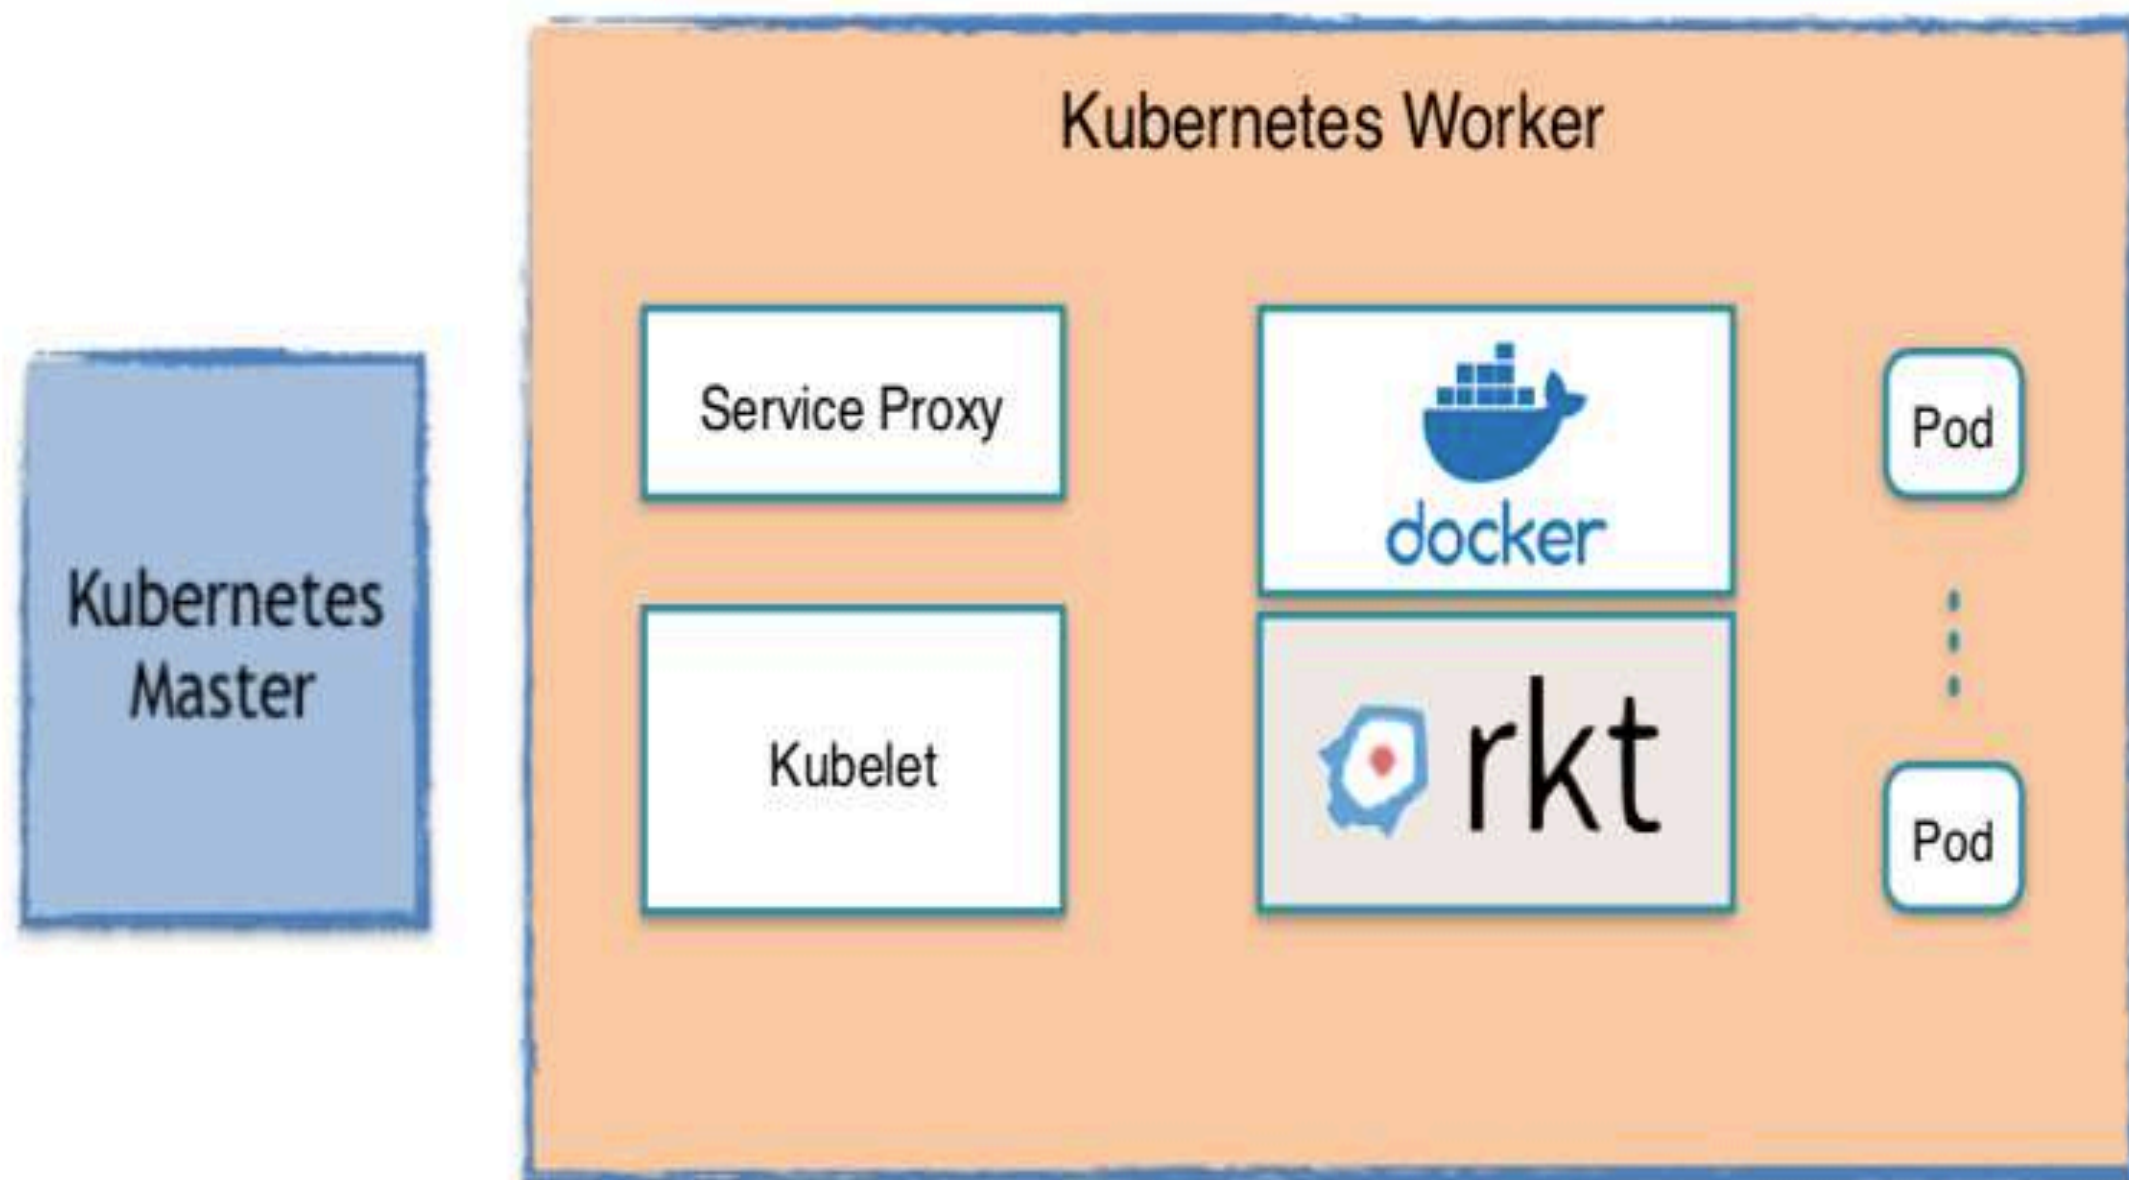 Kubernetes Worker
Kubernetes
Master
Service Proxy
Kubelet
docker
rkt
Pod
Pod